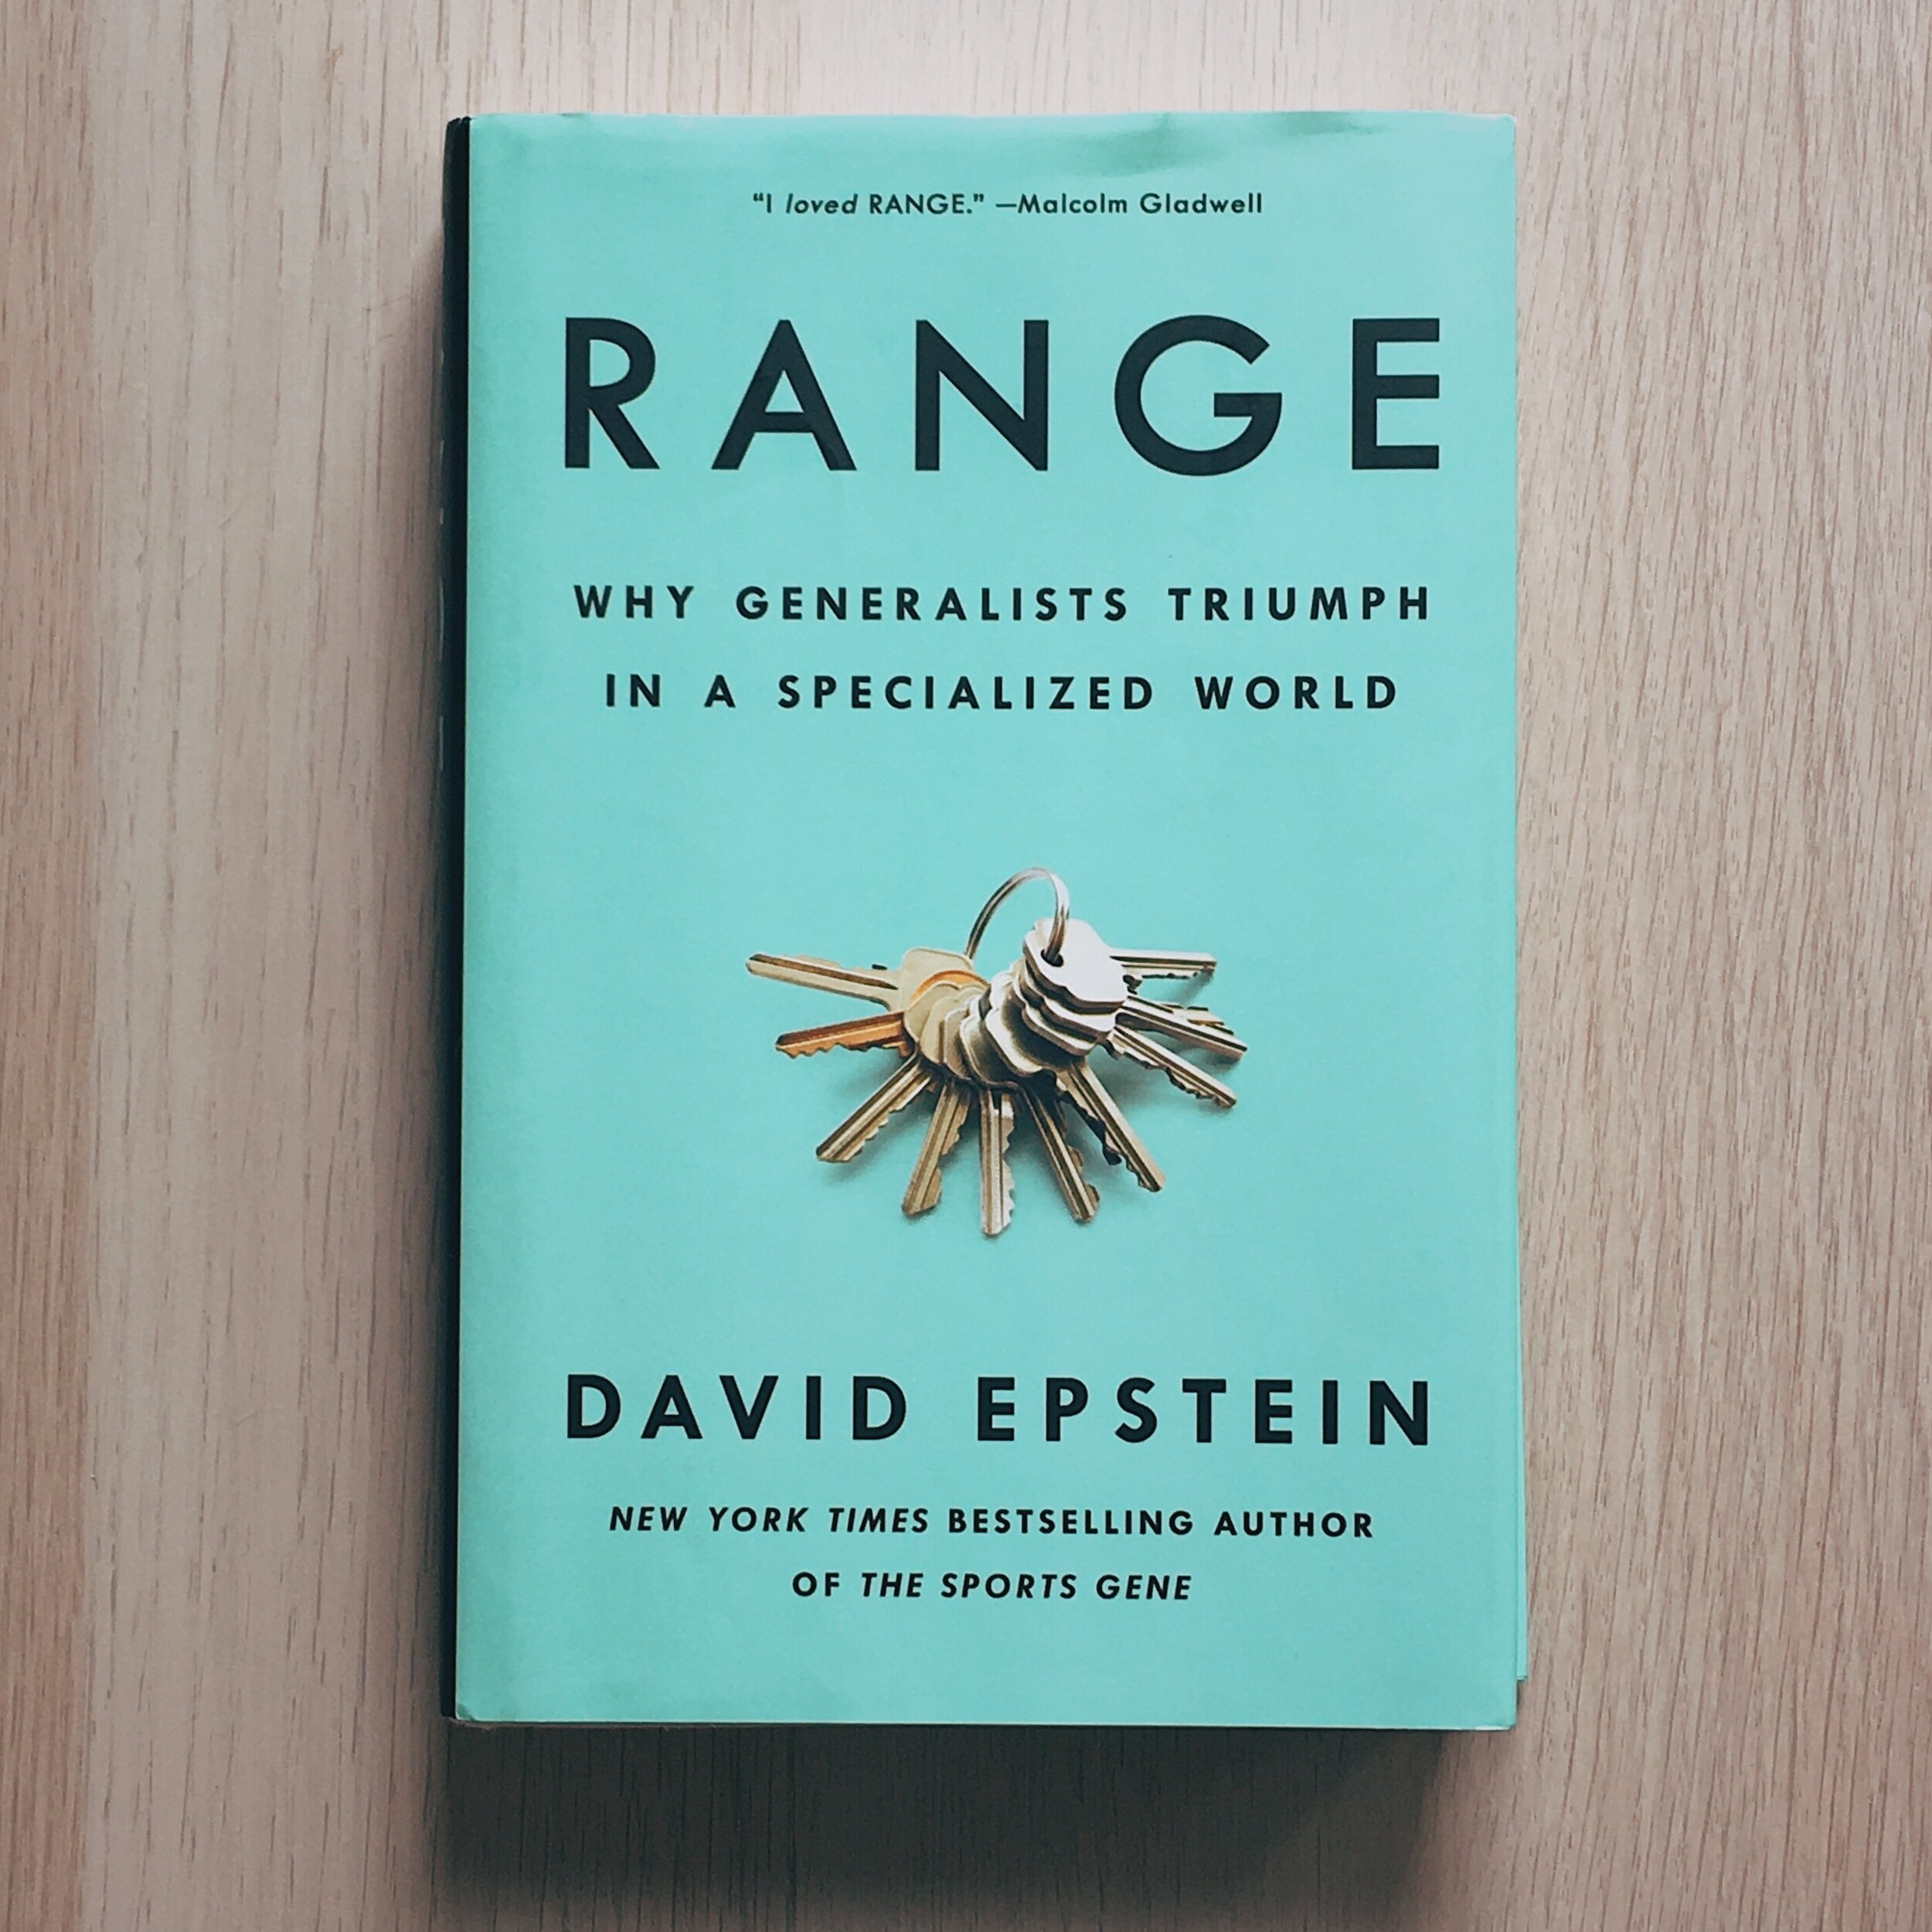 “I loved RANGE.” —Malcolm Gladwell
RANGE
WHY GENERALISTS TRIUMPH
IN A SPECIALIZED WORLD
DAVID EPSTEIN
NEW YORK TIMES BESTSELLING AUTHOR
OF THE SPORTS GENE